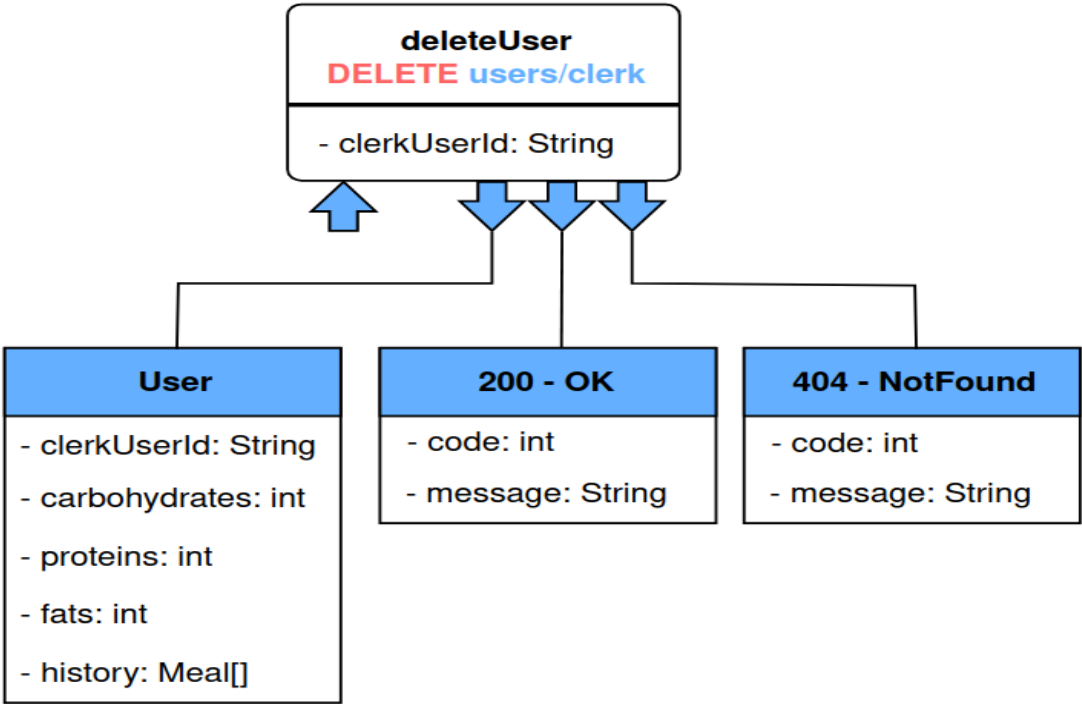 deleteUser
DELETE users/clerk
- clerkUserId: String
User
- clerkUserId: String
- carbohydrates: int
- proteins: int
- fats: int
- history: Meal[]
200 - OK
- code: int
- message: String
404 - NotFound
- code: int
- message: String